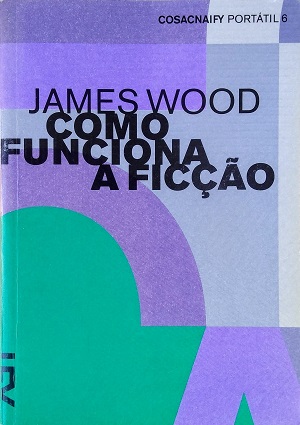 COSACNAIFY PORTÁTIL 6
JAMES WOOD
COMO
FUNCIONA
A FICÇÃO